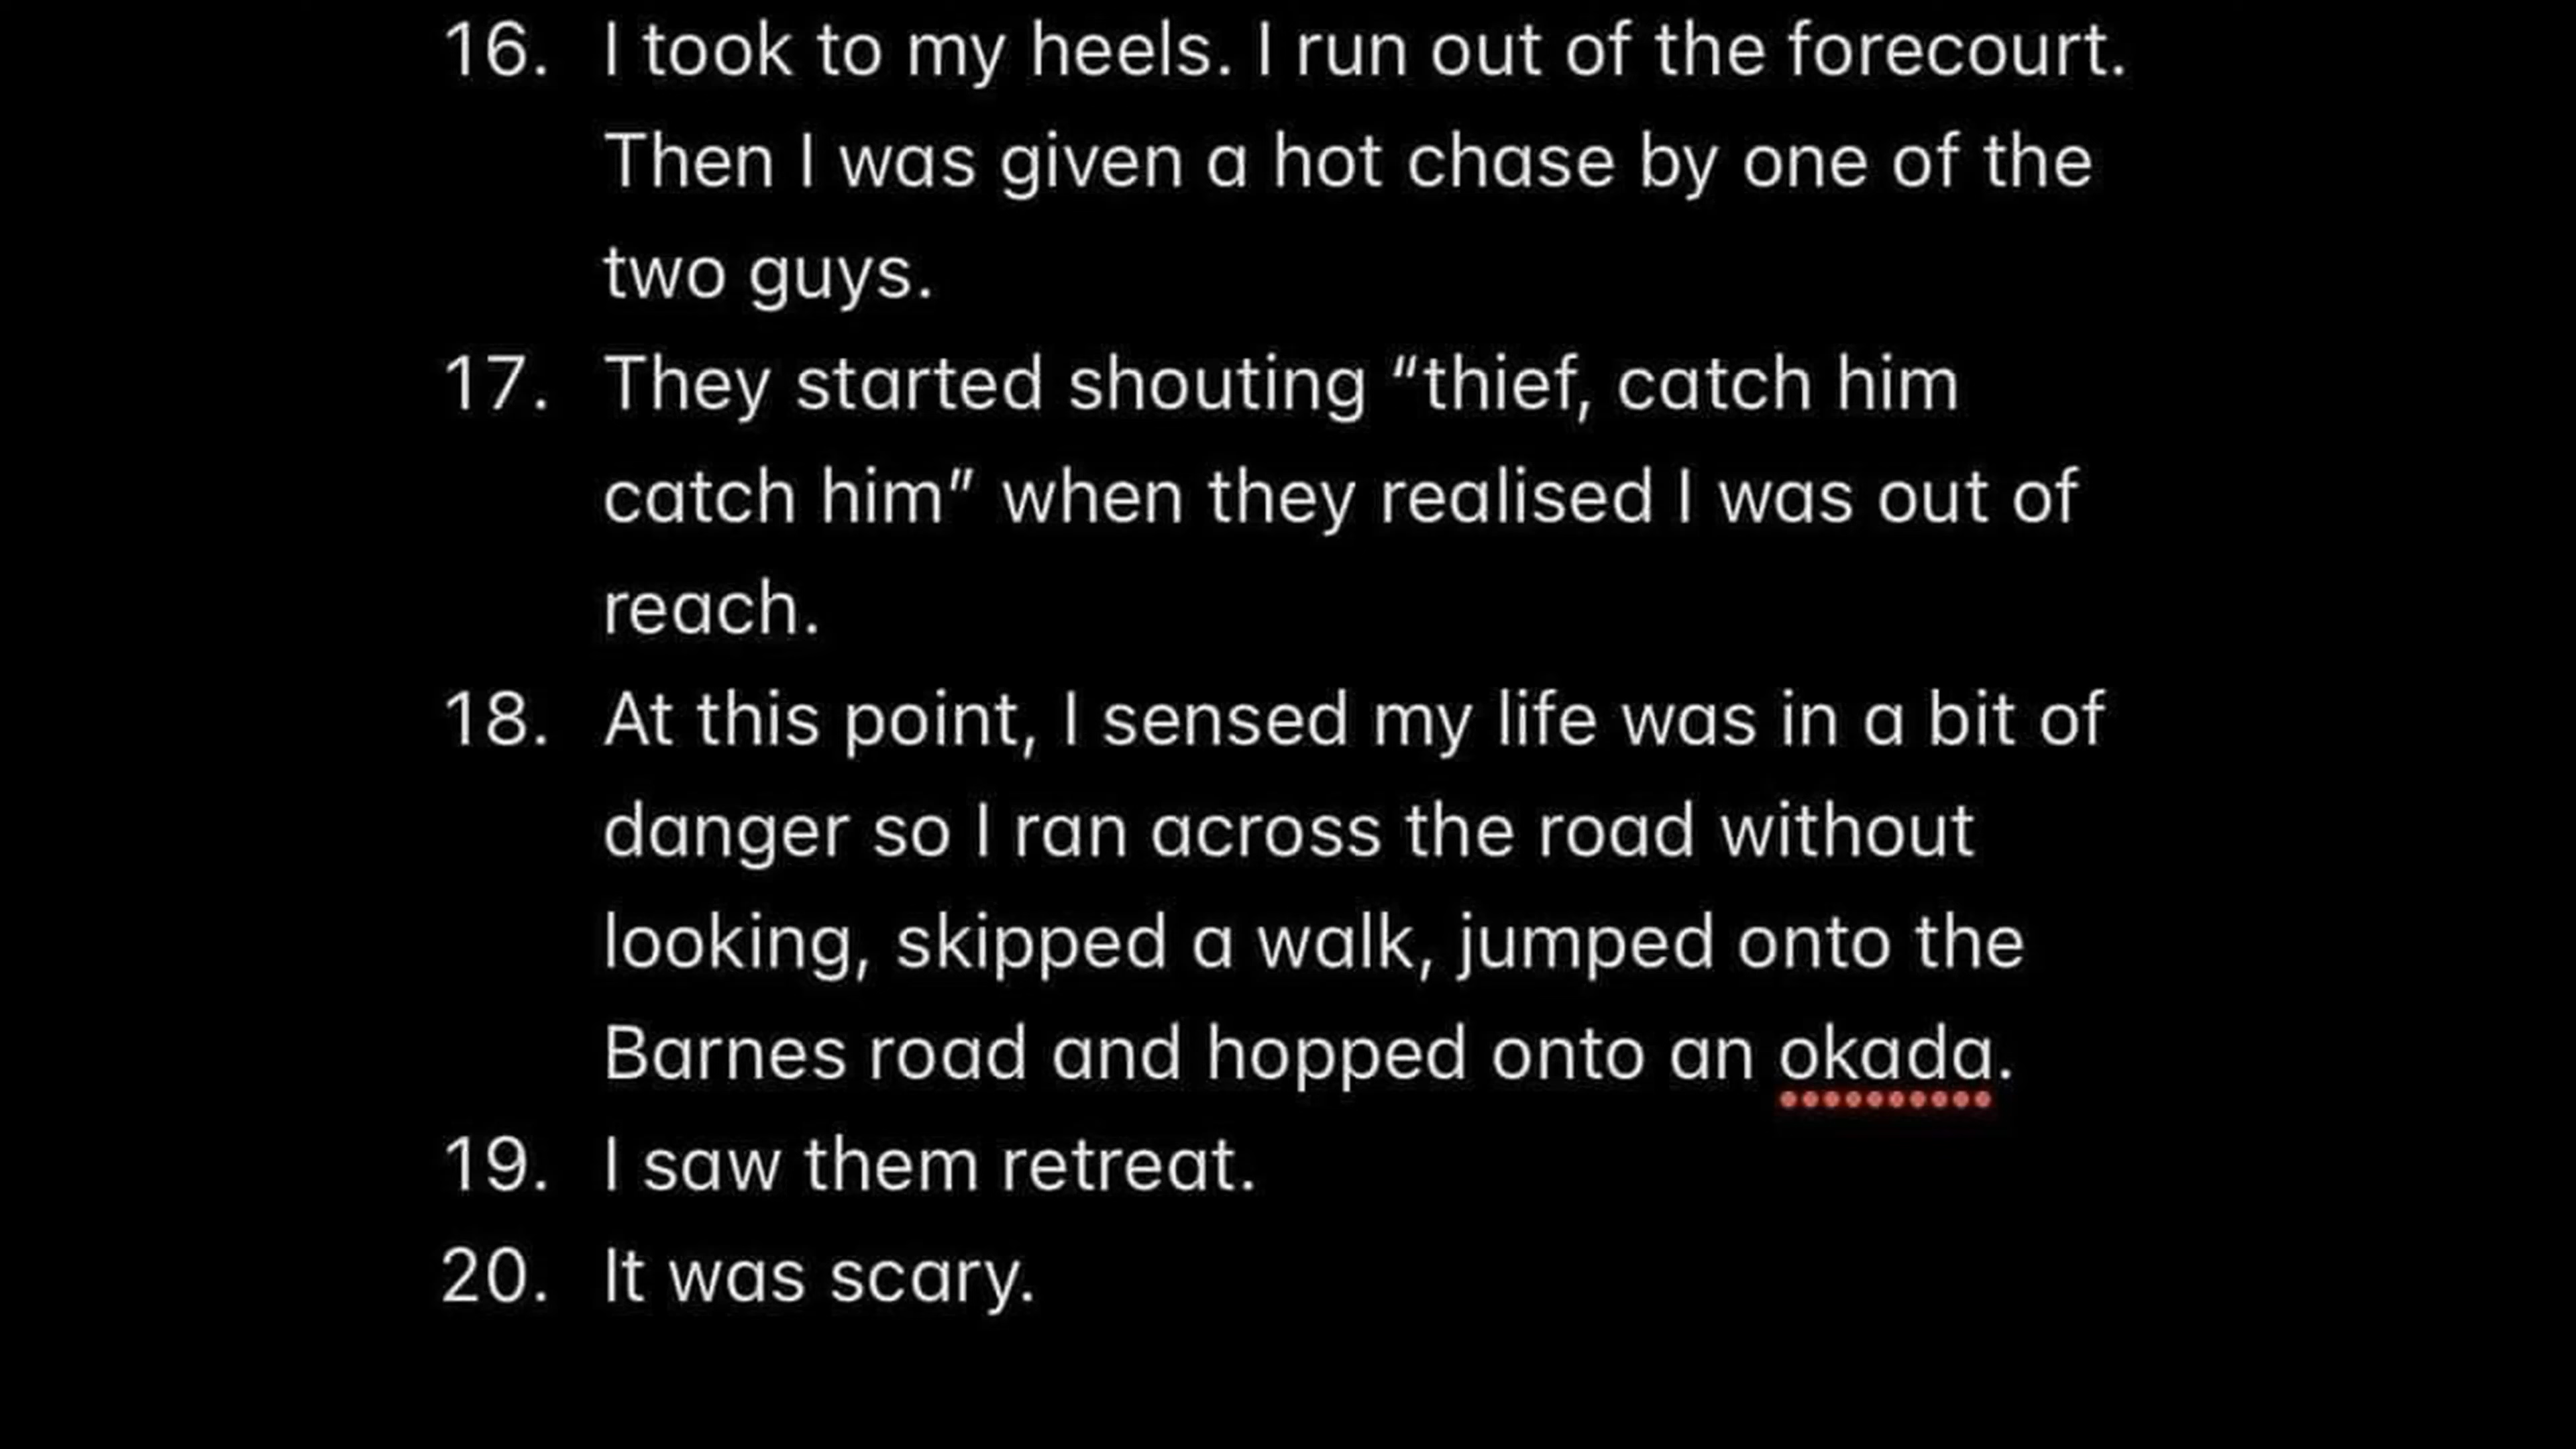 16. I took to my heels. I run out of the forecourt.
Then I was given a hot chase by one of the
two guys.
17. They started shouting “thief, catch him
catch him” when they realised I was out of
reach.
18. At this point, I sensed my life was in a bit of
danger so I ran across the road without
looking, skipped a walk, jumped onto the
Barnes road and hopped onto an okada.
19. I saw them retreat.
20. It was scary.